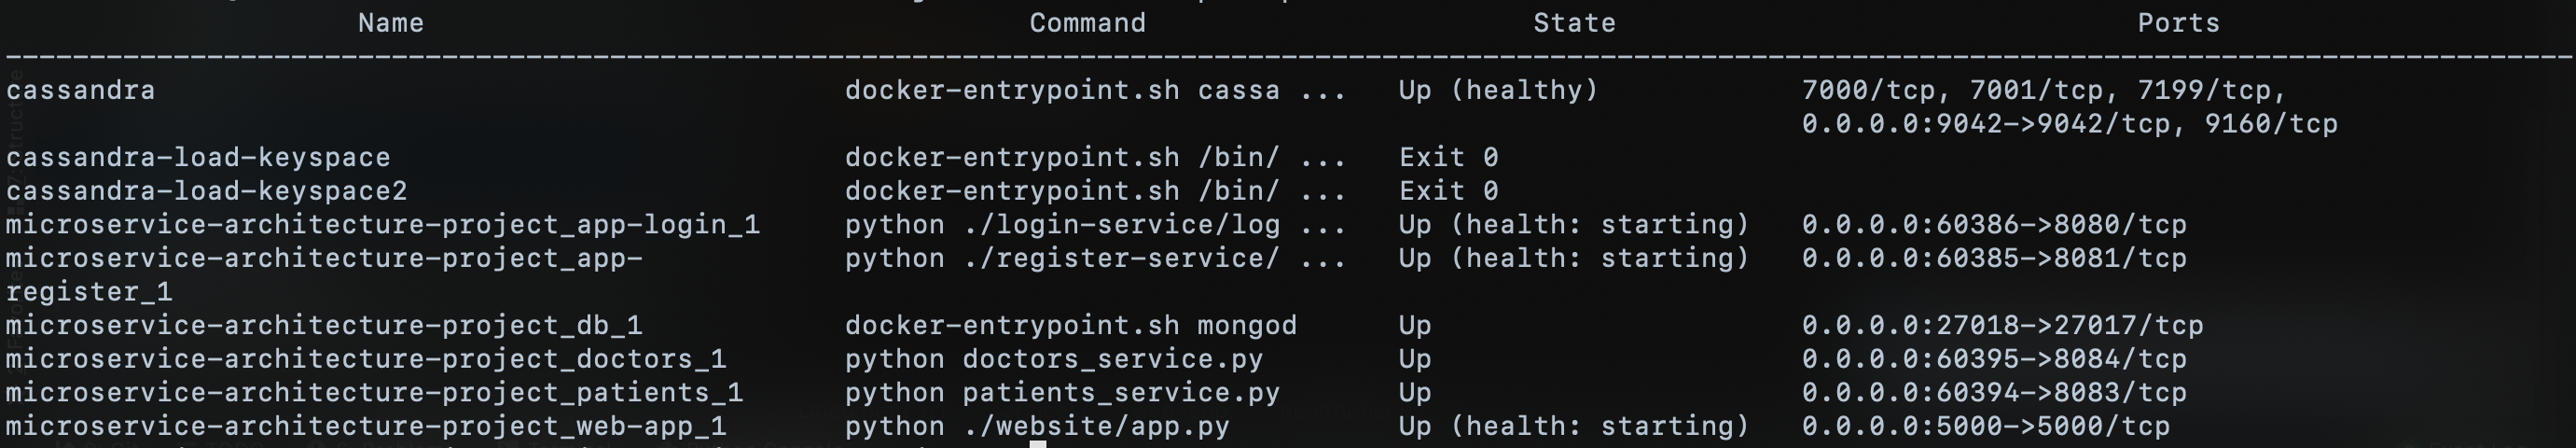 Name Command State Ports
cassandra docker-entrypoint.sh cassa ... Up (healthy) 7000/tcp, 7001/tcp, 7199/tcp,
0.0.0.0:9042->9042/tcp, 9160/tcp
cassandra-load-keyspace docker-entrypoint.sh /bin/ ... Exit 0
cassandra-load-keyspace2 docker-entrypoint.sh /bin/ ... Exit 0
microservice-architecture-project_app-login_1 python ./login-service/log ... Up (health: starting) 0.0.0.0:60386->8080/tcp
microservice-architecture-project_app- python ./register-service/ ... Up (health: starting) 0.0.0.0:60385->8081/tcp
register_1
microservice-architecture-project_db_1 docker-entrypoint.sh mongod Up 0.0.0.0:27018->27017/tcp
microservice-architecture-project_doctors_1 python doctors_service.py Up 0.0.0.0:60395->8084/tcp
microservice-architecture-project_patients_1 python patients_service.py Up 0.0.0.0:60394->8083/tcp
microservice-architecture-project_web-app_1 python ./website/app.py Up (health: starting) 0.0.0.0:5000->5000/tcp